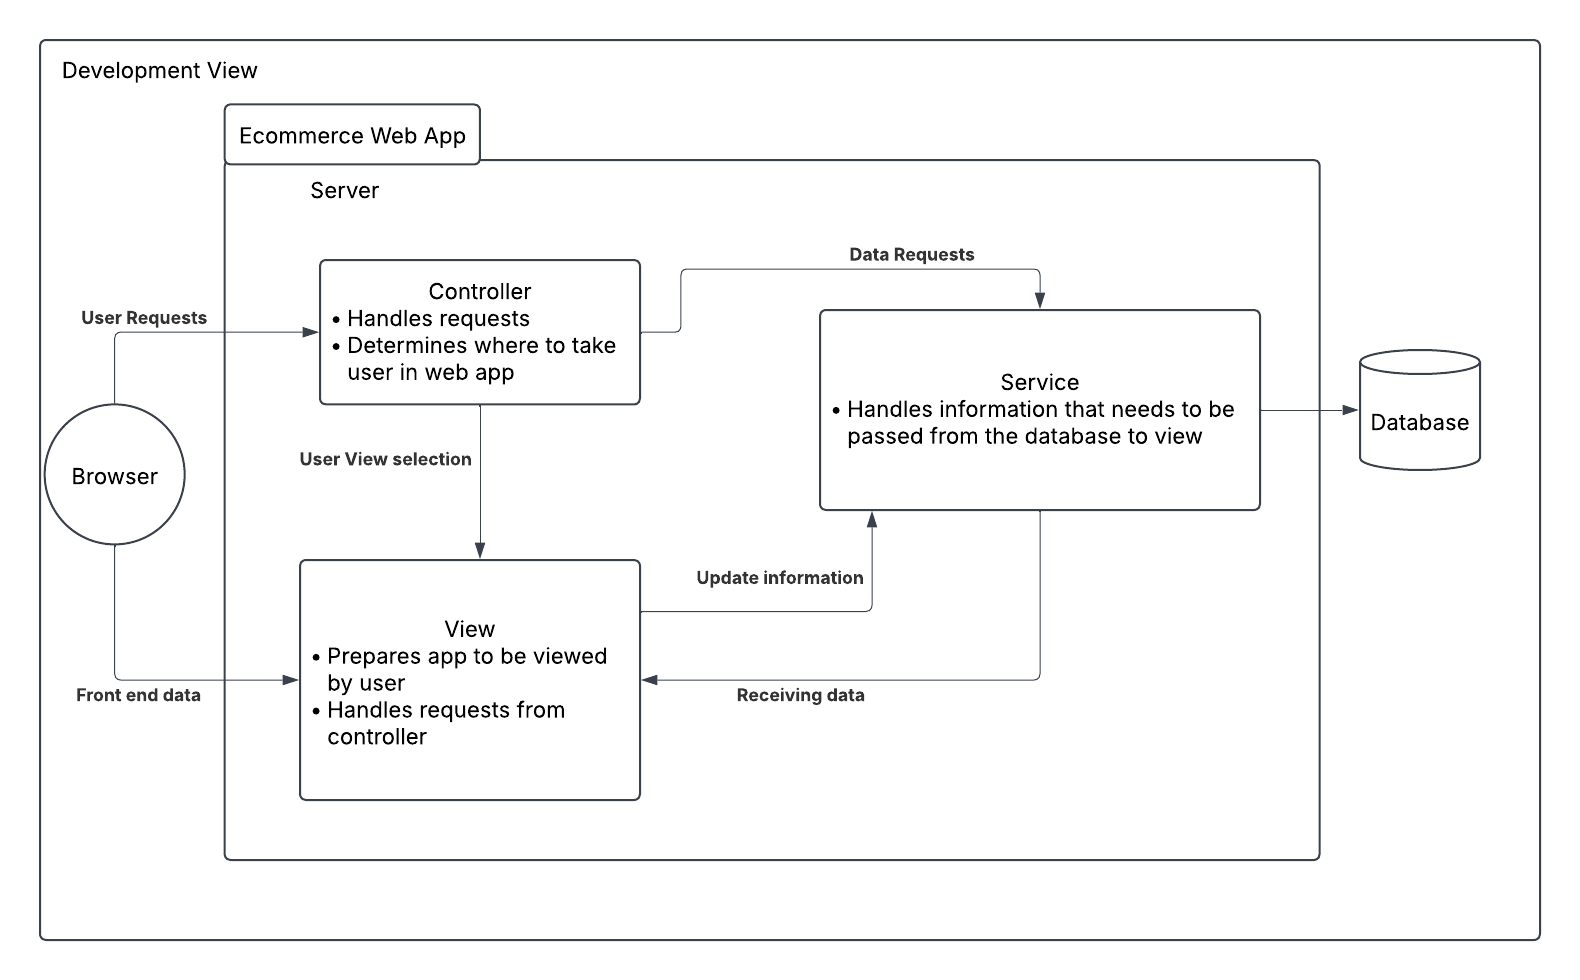 Development View
Ecommerce Web App
Server
Data Requests
User Requests
Controller
• Handles requests
• Determines where to take
user in web app
Service
• Handles information that needs to be
passed from the database to view
Database
User View selection
Browser
Update information
View
• Prepares app to be viewed
by user
• Handles requests from
controller
Front end data
Receiving data